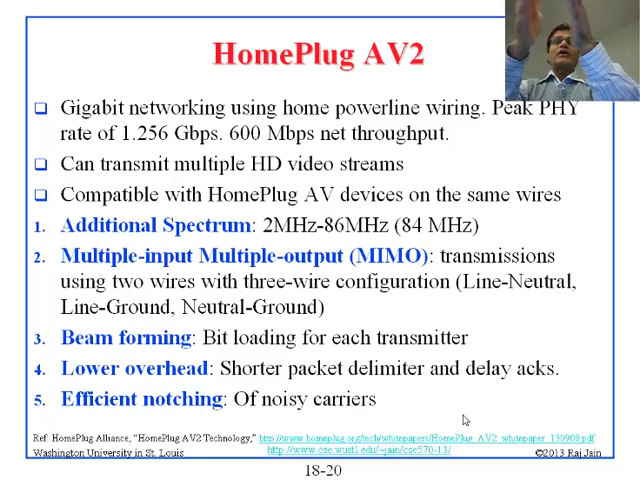 HomePlug AV2
Gigabit networking using home powerline wiring. Peak PHY
rate of 1.256 Gbps. 600 Mbps net throughput.
Can transmit multiple HD video streams
Compatible with HomePlug AV devices on the same wires
1. Additional Spectrum: 2MHz-86MHz (84 MHz)
2. Multiple-input Multiple-output (MIMO): transmissions
using two wires with three-wire configuration (Line-Neutral,
Line-Ground, Neutral-Ground)
3. Beam forming: Bit loading for each transmitter
4. Lower overhead: Shorter packet delimiter and delay acks.
5. Efficient notching: Of noisy carriers
Ref: HomePlug Alliance, "HomePlug AV2 Technology," http://www.homeplug.org/tech/whitepapers/HomePlug_AV2_whitepaper_130909.pdf
Washington University in St. Louis http://www.cse.wustl.edu/~jain/cse570-13/ ©2013 Raj Jain
18-20